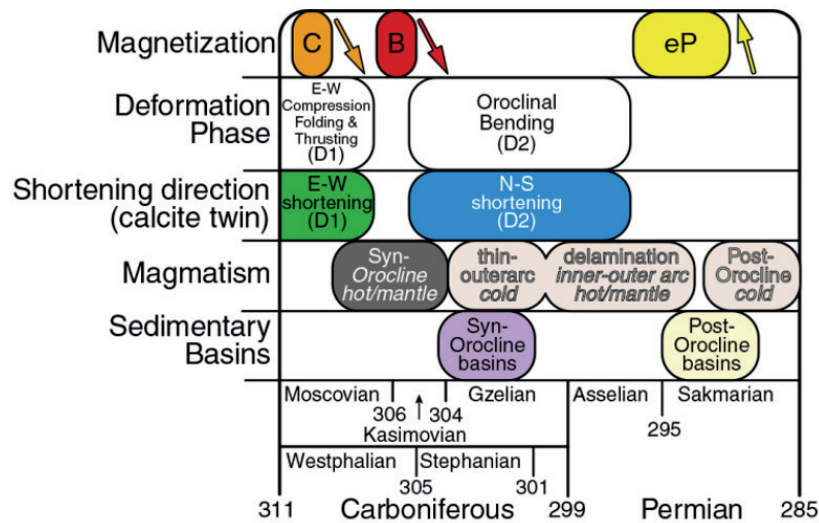 Magnetization
C
B
eP
Deformation
Phase
E-W
Compression
Folding &
Thrusting
(D1)
Oroclinal
Bending
(D2)
Shortening direction
(calcite twin)
E-W
shortening
(D1)
N-S
shortening
(D2)
Magmatism
Syn-
Orocline
hot/mantle
thin-
outerarc
cold
delamination
inner-outer arc
hot/mantle
Post-
Orocline
cold
Sedimentary
Basins
Syn-
Orocline
basins
Post-
Orocline
basins
Moscovian
Gzelian
Asselian
Sakmarian
306
304
295
Kasimovian
Westphalian
Stephanian
305
301
311
Carboniferous
299
Permian
285